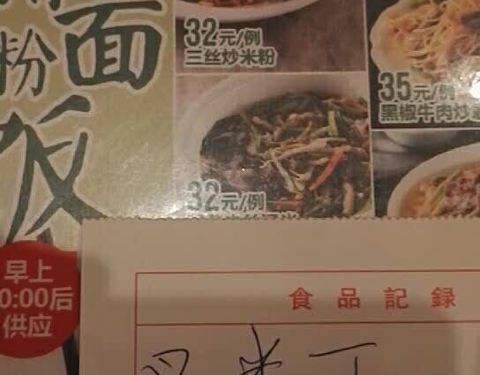 面
粉
饭
32元/例
三丝炒米粉
35元/例
黑椒牛肉炒
32元/例
早上
0:00后
供应
食品記録